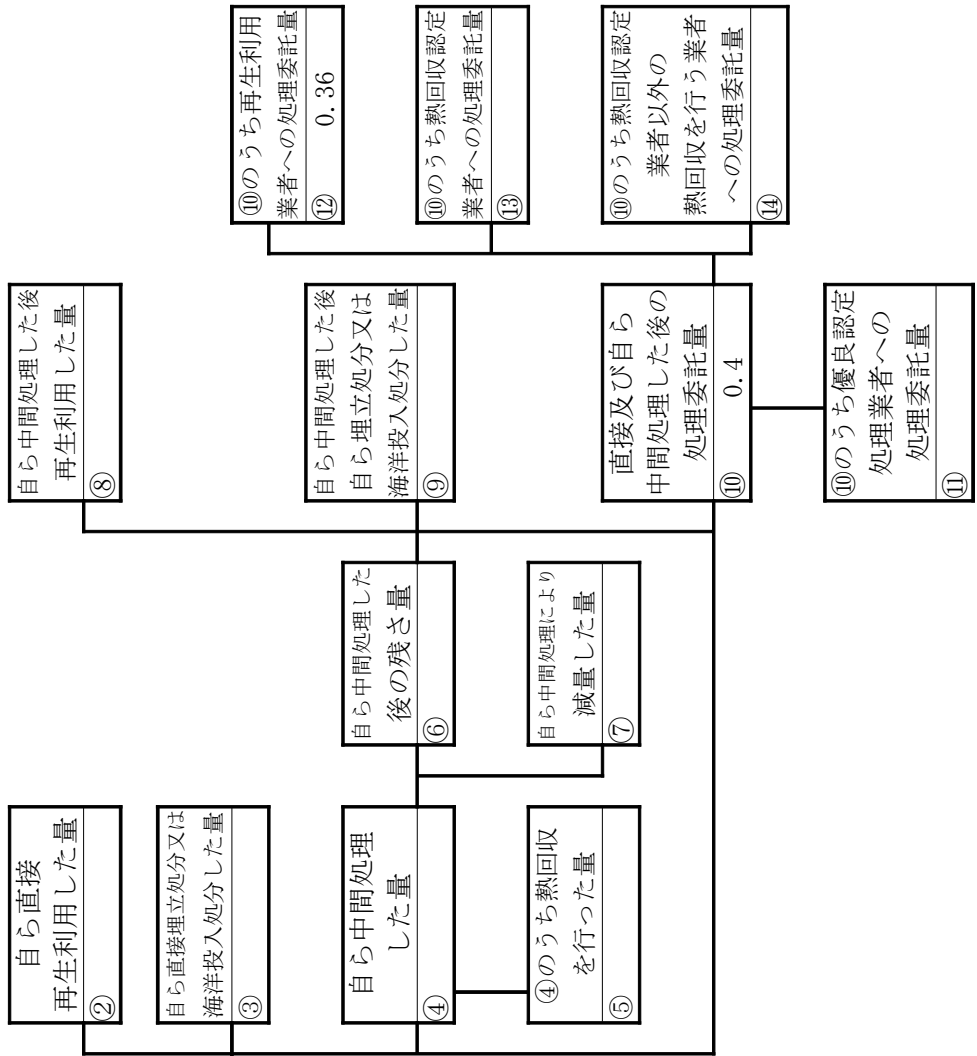 自ら直接
再生利用した量
②
自ら直接埋立処分又は
海洋投入処分した量
③
自ら中間処理
した量
④
④のうち熱回収
を行った量
⑤
自ら中間処理した
後の残さ量
⑥
自ら中間処理により
減量した量
⑦
自ら中間処理した後
再生利用した量
⑧
自ら中間処理した後
自ら埋立処分又は
海洋投入処分した量
⑨
直接及び自ら
中間処理した後の
処理委託量
⑩ 0.4
⑩のうち優良認定
処理業者への
処理委託量
⑪
⑩のうち再生利用
業者への処理委託量
⑫ 0.36
⑩のうち熱回収認定
業者への処理委託量
⑬
⑩のうち熱回収認定
業者以外の
熱回収を行う業者
への処理委託量
⑭